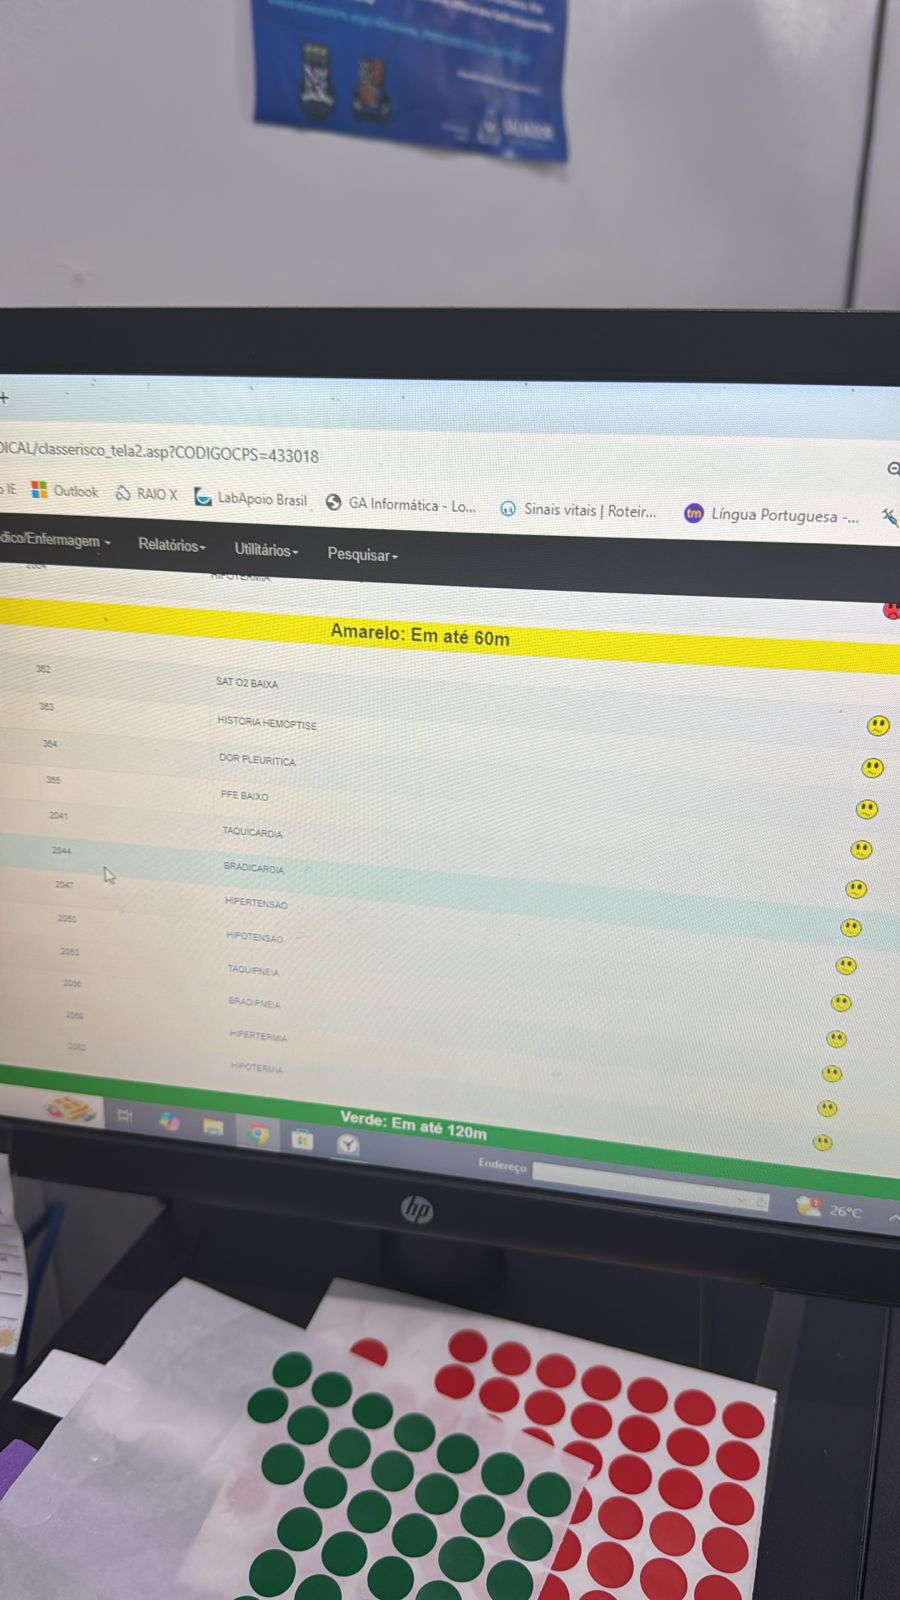 DICAL/classerisco_tela2.asp?CODIGOCPS=433018
IE Outlook RAIO X LabApoio Brasil GA Informática - Lo... Sinais vitais | Roteir... tm Língua Portuguesa -...
dico/Enfermagem Relatórios Utilitários Pesquisar
HIPOTERMIA
Amarelo: Em até 60m
382 SAT O2 BAIXA
383 HISTORIA HEMOPTISE
384 DOR PLEURITICA
385 PFE BAIXO
2041 TAQUICARDIA
2044 BRADICARDIA
2047 HIPERTENSAO
2050 HIPOTENSAO
2053 TAQUIPNEIA
2056 BRADIPNEIA
2059 HIPERTERMIA
2062 HIPOTERMIA
Verde: Em até 120m
Endereço
1
26°C
hp